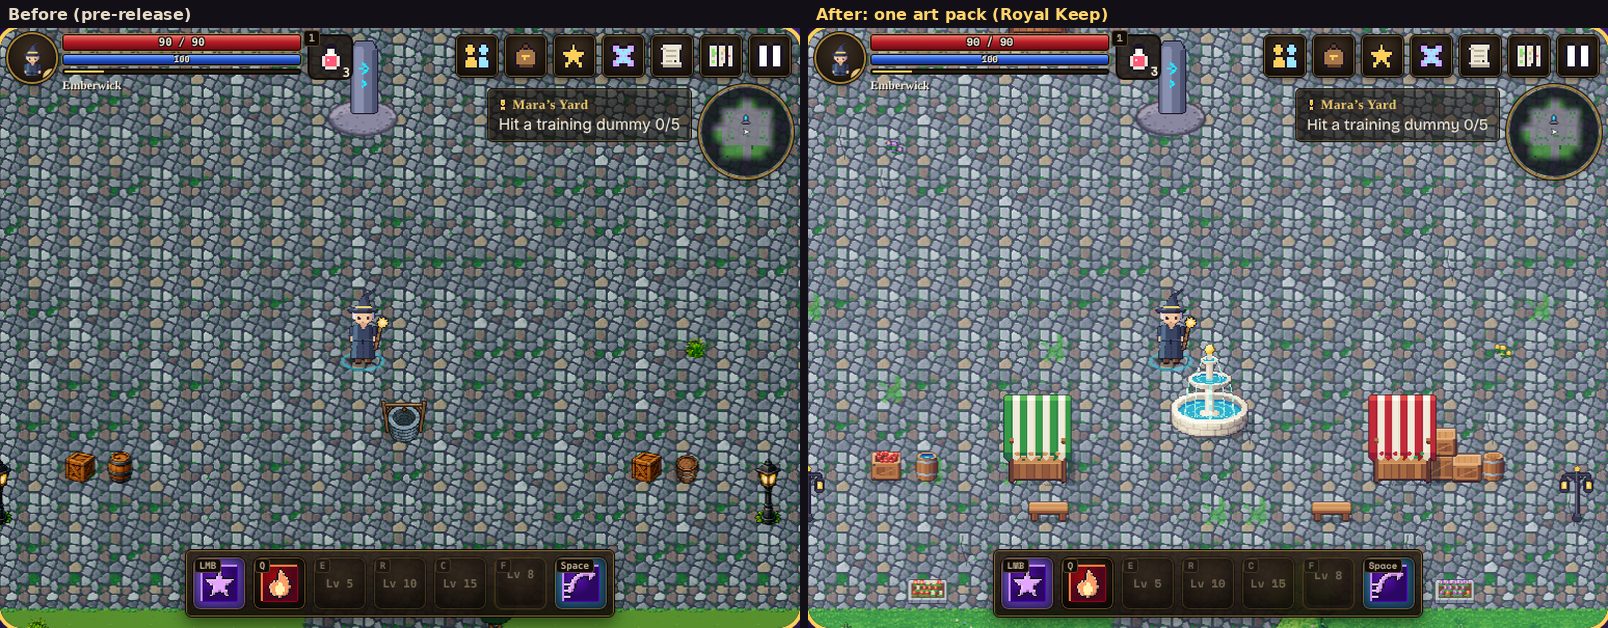 Before (pre-release)
90 / 90
100
Emberwick
1
3
! Mara's Yard
Hit a training dummy 0/5
LMB
Q
E
Lv 5
R
Lv 10
C
Lv 15
F
Lv 8
Space
After: one art pack (Royal Keep)
90 / 90
100
Emberwick
1
3
! Mara's Yard
Hit a training dummy 0/5
LMB
Q
E
Lv 5
R
Lv 10
C
Lv 15
F
Lv 8
Space